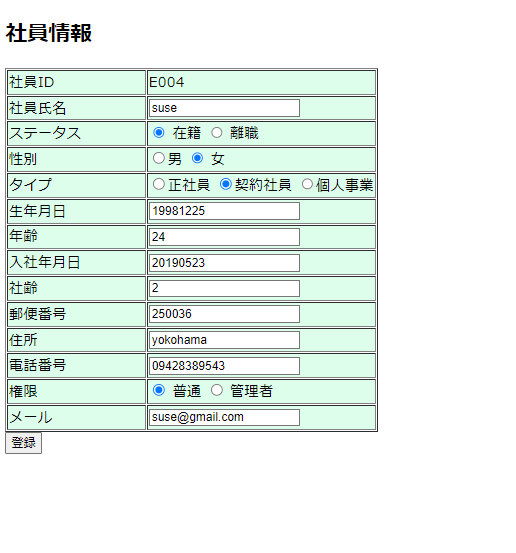 社員情報
社員ID E004
社員氏名 suse
ステータス 在籍 離職
性別 男 女
タイプ 正社員 契約社員 個人事業
生年月日 19981225
年齢 24
入社年月日 20190523
社齢 2
郵便番号 250036
住所 yokohama
電話番号 09428389543
権限 普通 管理者
メール suse@gmail.com
登録